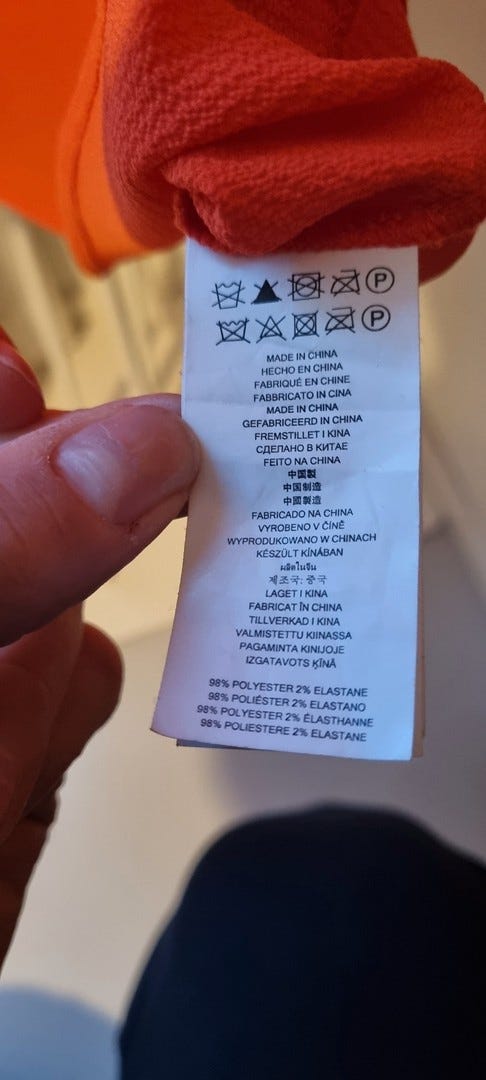 P
P
MADE IN CHINA
HECHO EN CHINA
FABRIQUÉ EN CHINE
FABBRICATO IN CINA
MADE IN CHINA
GEFABRICEERD IN CHINA
FREMSTILLET I KINA
СДЕЛАНО В КИТАЕ
FEITO NA CHINA
中国製
中国制造
中國製造
FABRICADO NA CHINA
VYROBENO V ČÍNĚ
WYPRODUKOWANO W CHINACH
KÉSZÜLT KÍNÁBAN
ผลิตในจีน
제조국: 중국
LAGET I KINA
FABRICAT ÎN CHINA
TILLVERKAD I KINA
VALMISTETTU KIINASSA
PAGAMINTA KINIJOJE
IZGATAVOTS ĶĪNĀ
98% POLYESTER 2% ELASTANE
98% POLIÉSTER 2% ELASTANO
98% POLYESTER 2% ÉLASTHANNE
98% POLIESTERE 2% ELASTANE